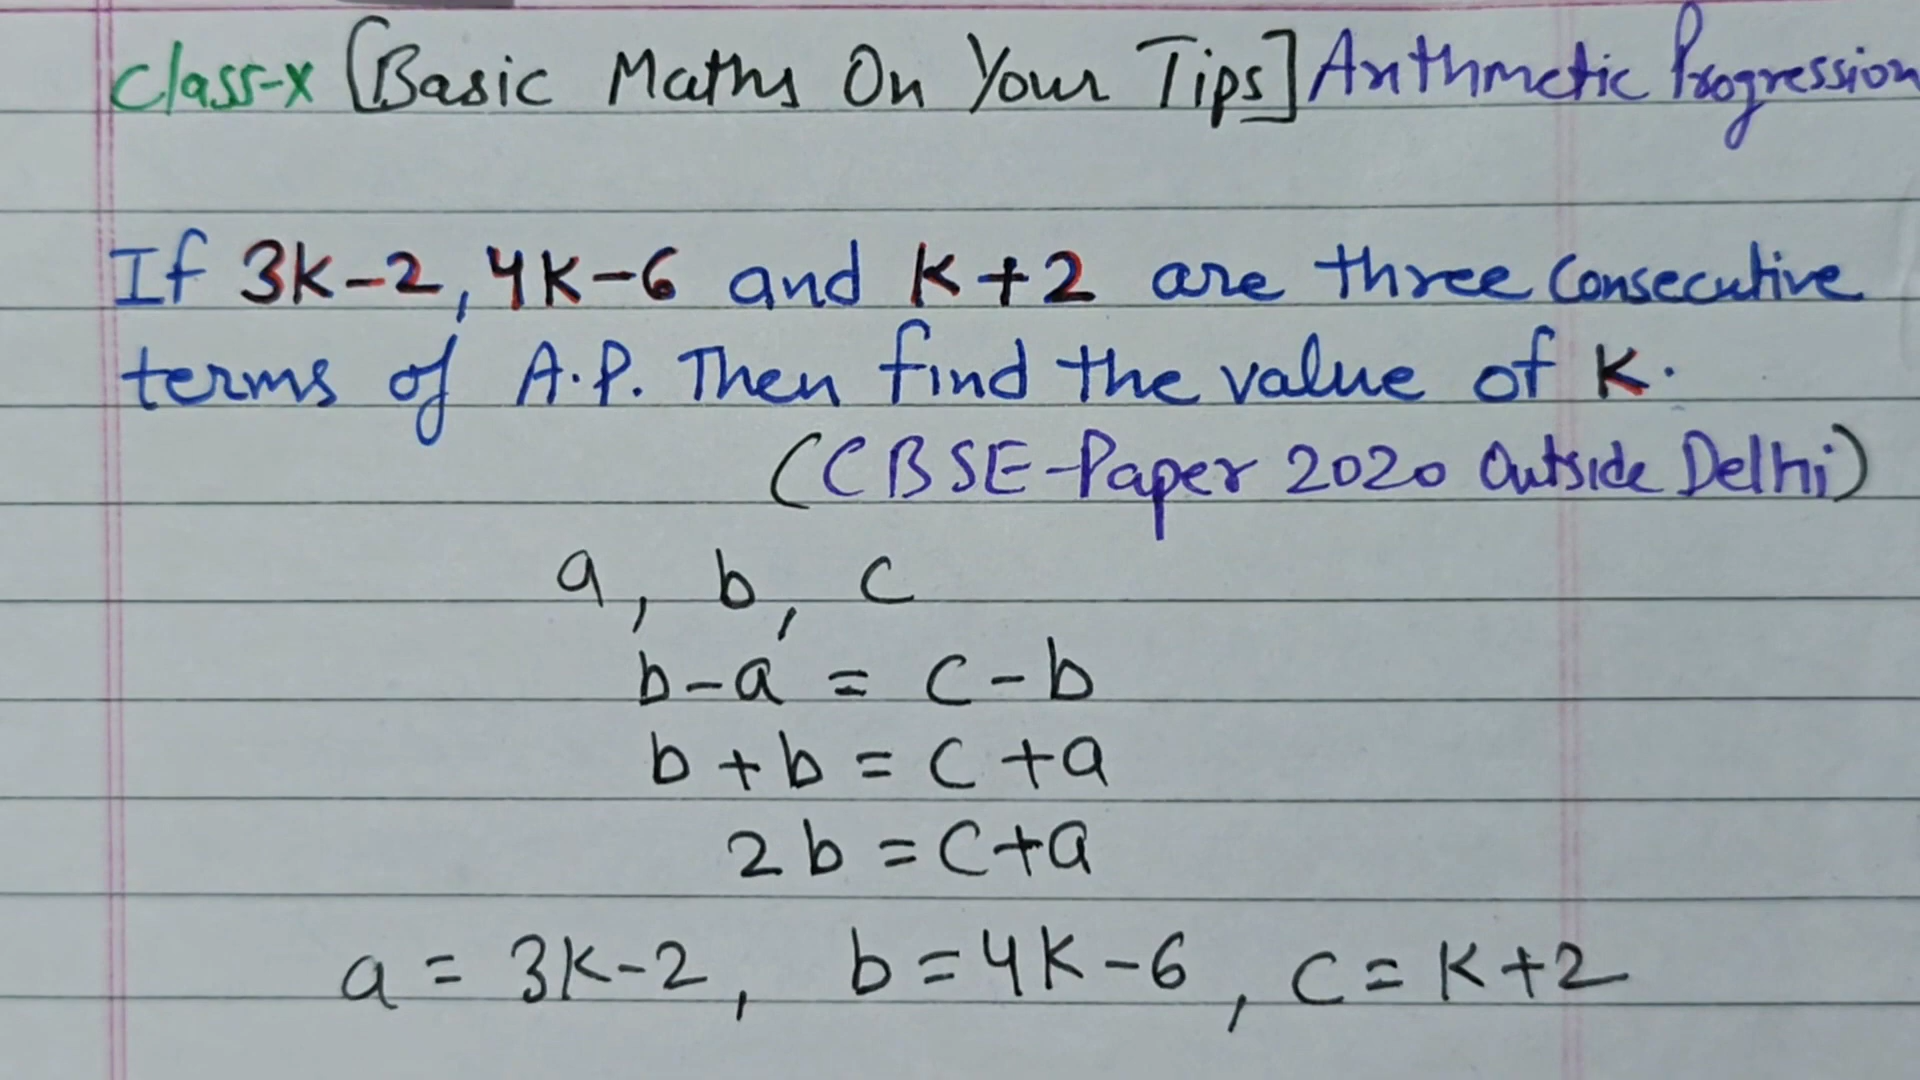 Class-X [Basic Maths On Your Tips] Arithmetic Progression
If 3K-2, 4K-6 and K+2 are three Consecutive
terms of A.P. Then find the value of K.
(CBSE-Paper 2020 Outside Delhi)
a, b, c
b-a = c-b
b+b = c+a
2b = c+a
a = 3K-2, b = 4K-6, c = K+2